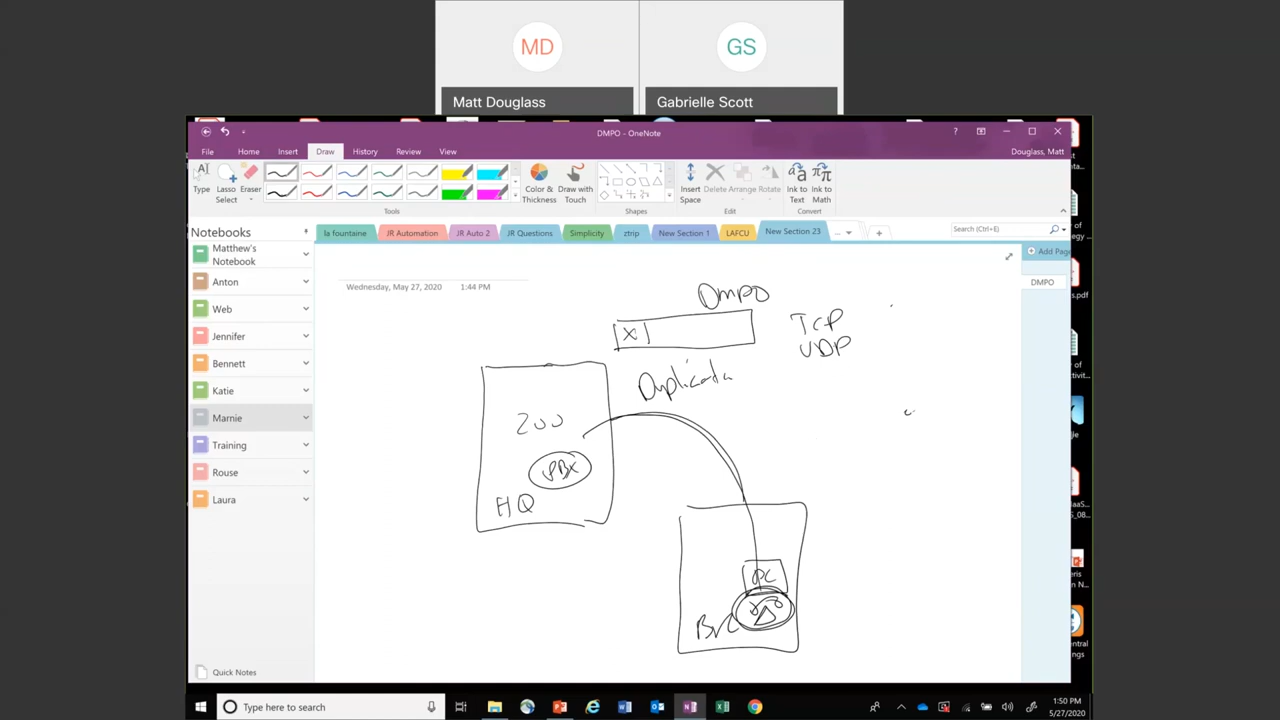 MD
GS
Matt Douglass
Gabrielle Scott
DMPO - OneNote
?
File
Home
Insert
Draw
History
Review
View
Douglass, Matt
Type
Lasso
Select
Eraser
Color &
Thickness
Draw with
Touch
Insert
Space
Delete
Arrange
Rotate
Ink to
Text
Ink to
Math
Tools
Shapes
Edit
Convert
Notebooks
la fountaine
JR Automation
JR Auto 2
JR Questions
Simplicity
ztrip
New Section 1
LAFCU
New Section 23
...
Search (Ctrl+E)
Matthew's
Notebook
Anton
Web
Jennifer
Bennett
Katie
Marnie
Training
Rouse
Laura
Quick Notes
Add Page
DMPO
Wednesday, May 27, 2020
1:44 PM
DMPO
X
TCP
UDP
200
HQ
PC
Type here to search
1:50 PM
5/27/2020